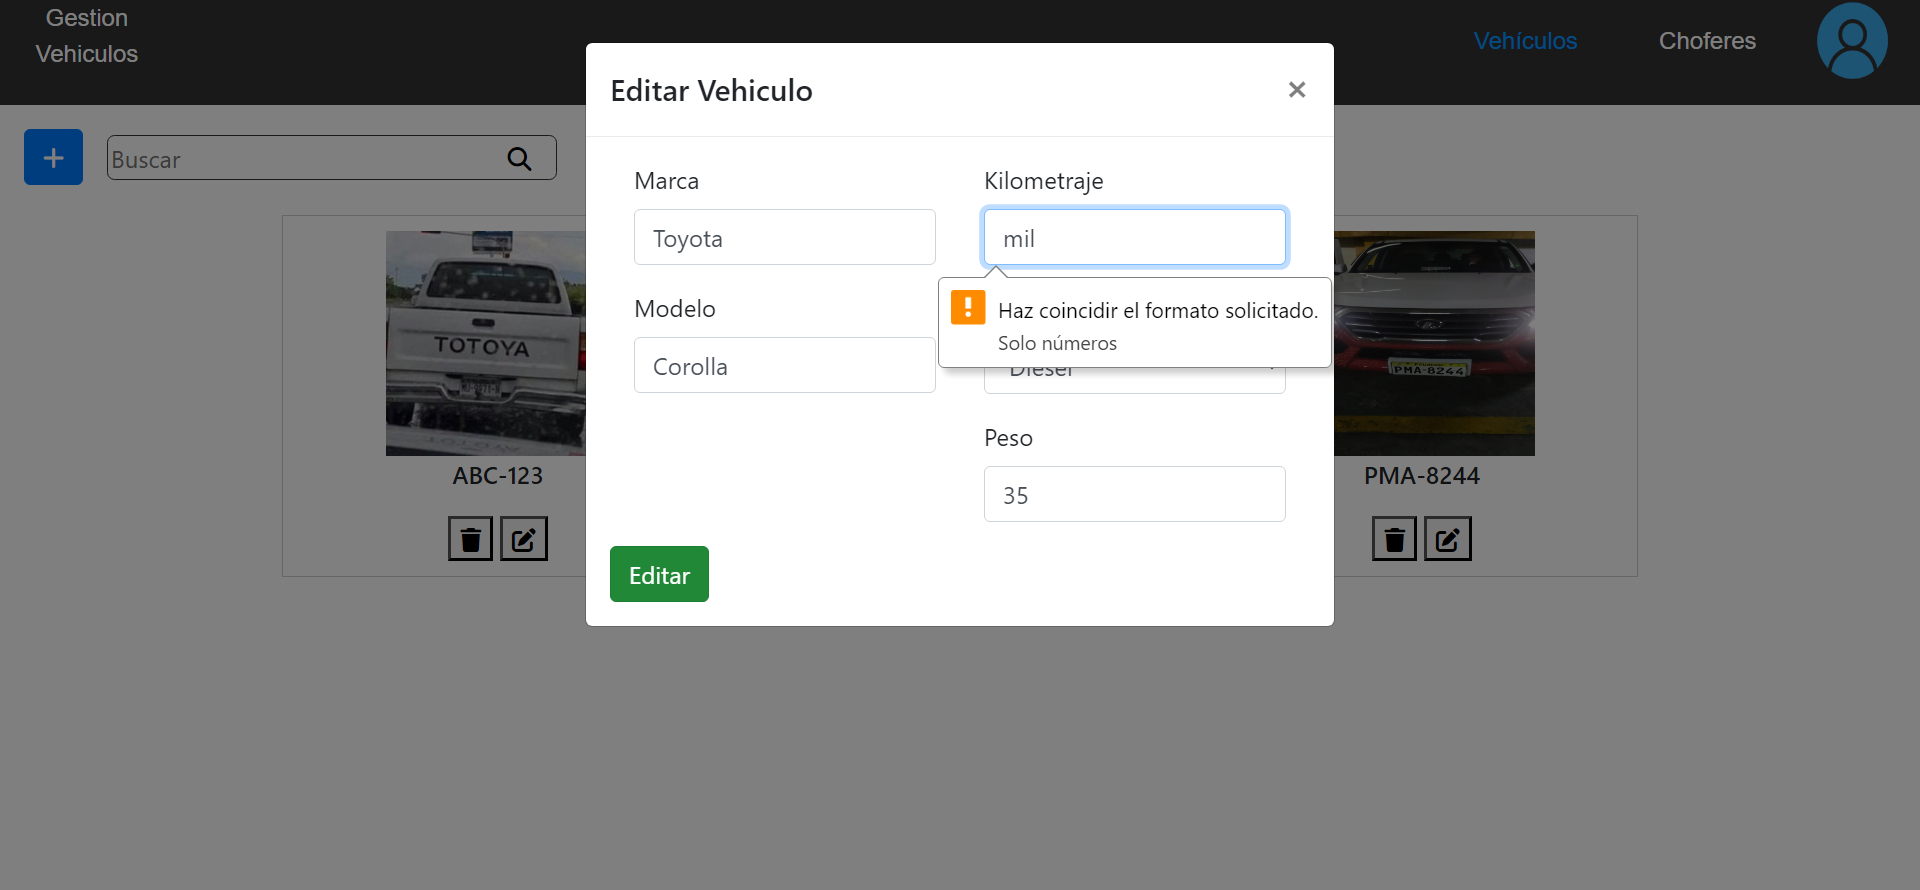 Gestion
Vehiculos
Vehículos
Choferes
Editar Vehiculo
×
Buscar
Marca
Kilometraje
Toyota
mil
Haz coincidir el formato solicitado.
Solo números
Modelo
Corolla
Diesel
Peso
35
Editar
TOTOYA
ABC-123
PMA-8244
PMA-8244